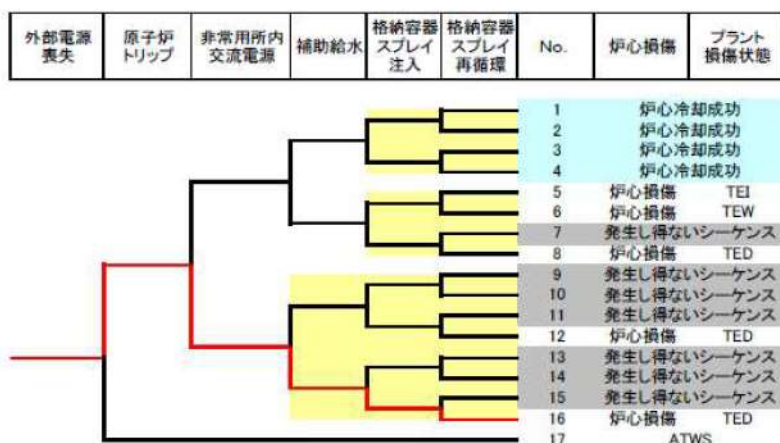 外部電源喪失 原子炉トリップ 非常用所内交流電源 補助給水 格納容器スプレイ注入 格納容器スプレイ再循環 No. 炉心損傷 プラント損傷状態
1 炉心冷却成功
2 炉心冷却成功
3 炉心冷却成功
4 炉心冷却成功
5 炉心損傷 TEI
6 炉心損傷 TEW
7 発生し得ないシーケンス
8 炉心損傷 TED
9 発生し得ないシーケンス
10 発生し得ないシーケンス
11 発生し得ないシーケンス
12 炉心損傷 TED
13 発生し得ないシーケンス
14 発生し得ないシーケンス
15 発生し得ないシーケンス
16 炉心損傷 TED
17 ATWS